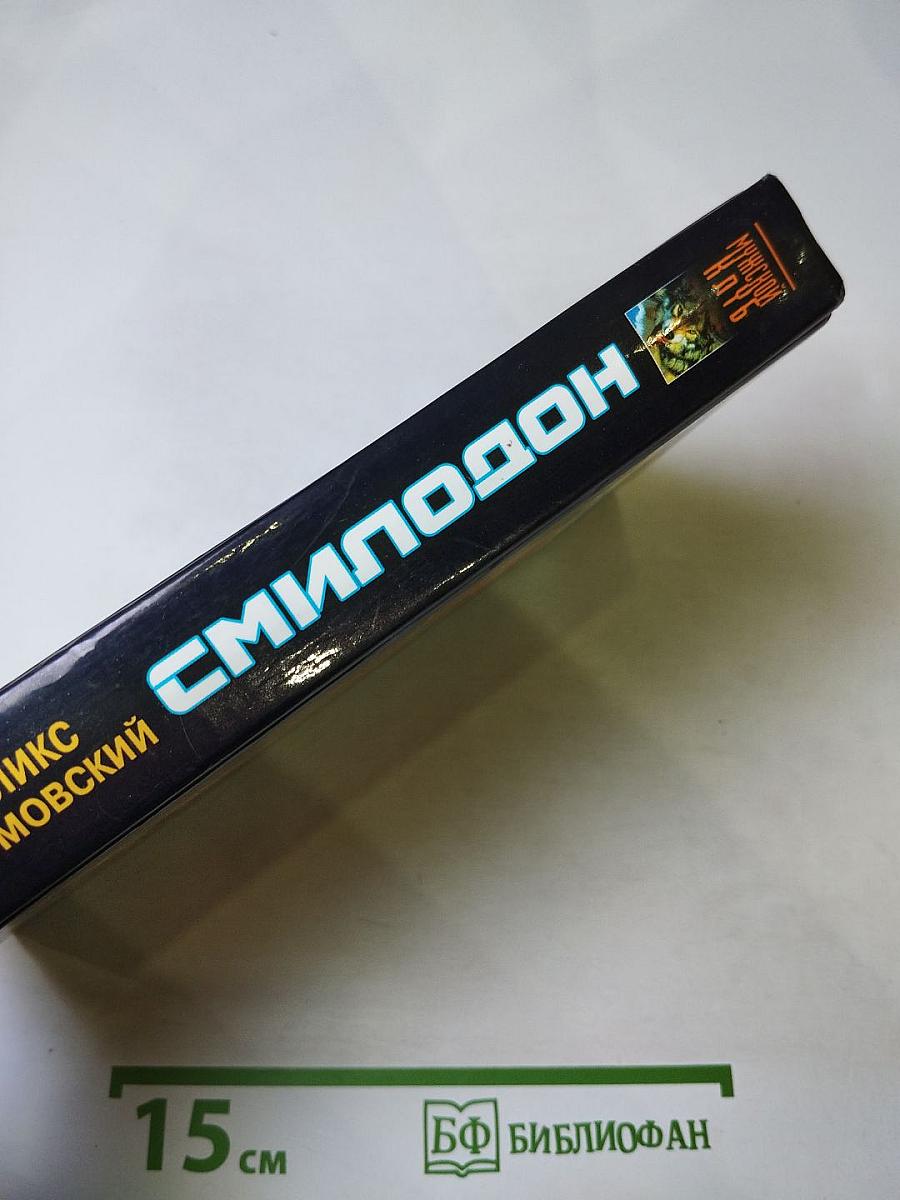 МУЖСКОЙ
КЛУБ
СМИЛОДОН
ЛИКС
МОВСКИЙ
15 см
БФ БИБЛИОФАН